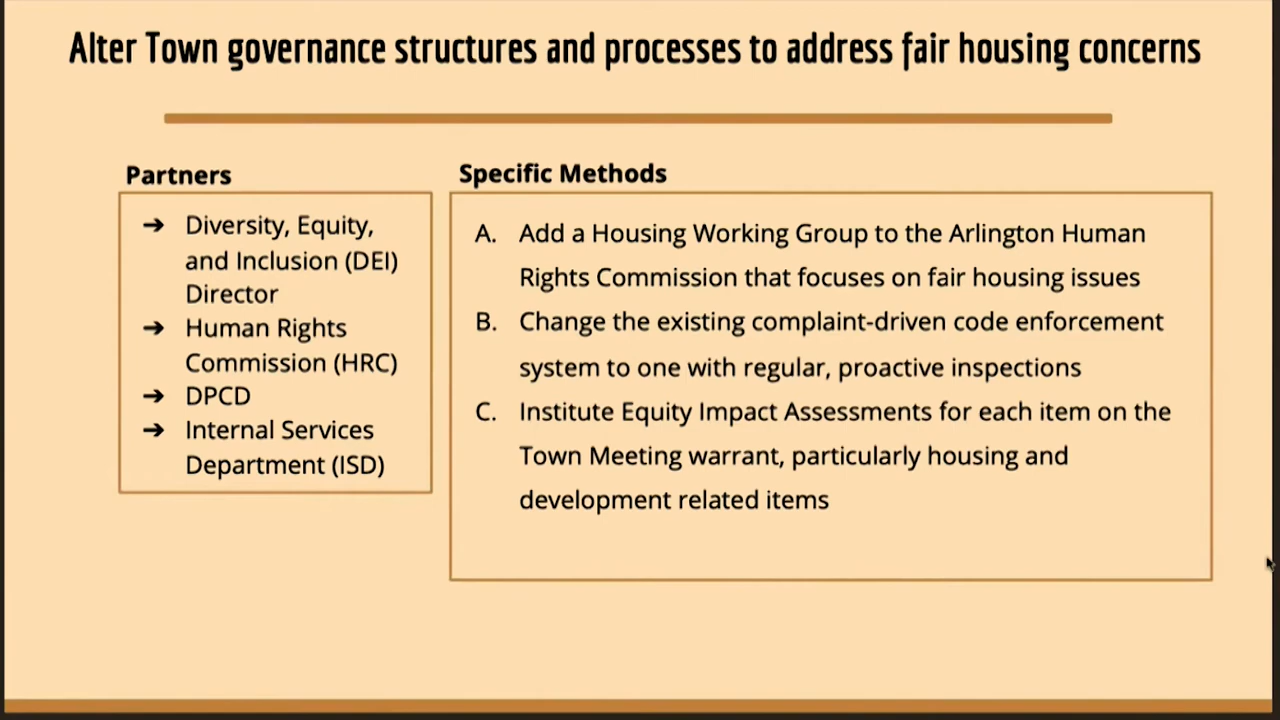 Alter Town governance structures and processes to address fair housing concerns
Partners
➔ Diversity, Equity,
and Inclusion (DEI)
Director
➔ Human Rights
Commission (HRC)
➔ DPCD
➔ Internal Services
Department (ISD)
Specific Methods
A. Add a Housing Working Group to the Arlington Human
Rights Commission that focuses on fair housing issues
B. Change the existing complaint-driven code enforcement
system to one with regular, proactive inspections
C. Institute Equity Impact Assessments for each item on the
Town Meeting warrant, particularly housing and
development related items